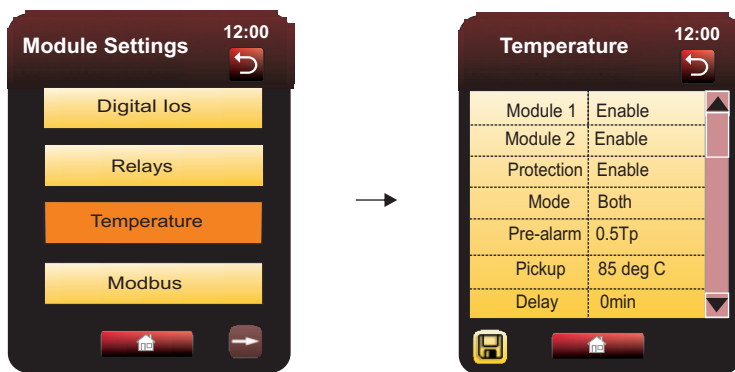 Module Settings
12:00
Digital Ios
Relays
Temperature
Modbus
Temperature
12:00
Module 1 Enable
Module 2 Enable
Protection Enable
Mode Both
Pre-alarm 0.5Tp
Pickup 85 deg C
Delay 0min